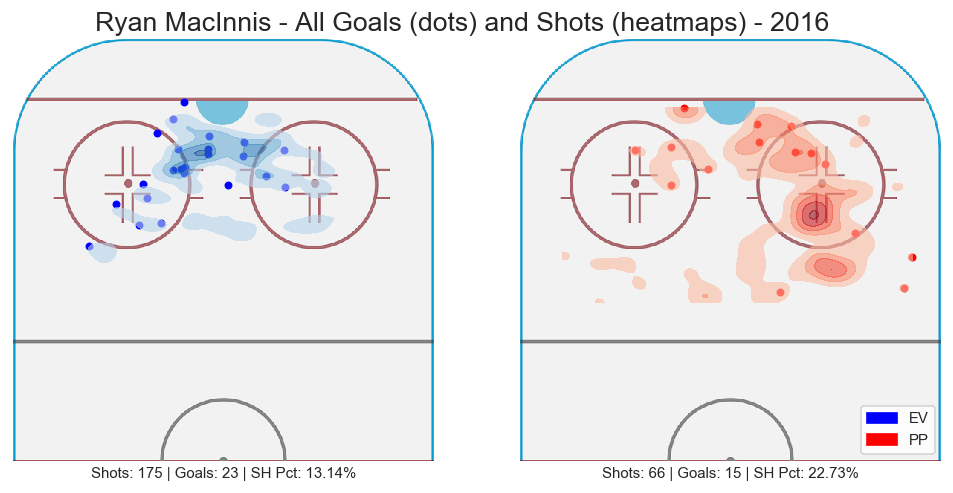 Ryan MacInnis - All Goals (dots) and Shots (heatmaps) - 2016
EV
PP
Shots: 175 | Goals: 23 | SH Pct: 13.14%
Shots: 66 | Goals: 15 | SH Pct: 22.73%